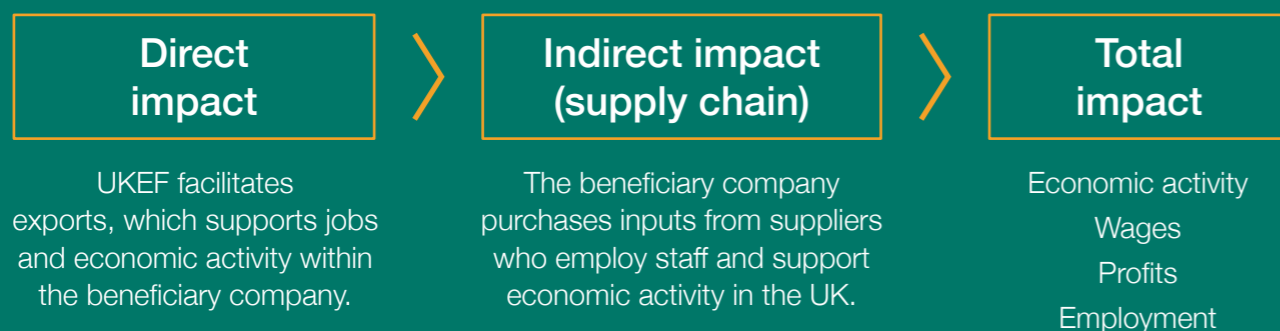 Direct
impact
UKEF facilitates
exports, which supports jobs
and economic activity within
the beneficiary company.
Indirect impact
(supply chain)
The beneficiary company
purchases inputs from suppliers
who employ staff and support
economic activity in the UK.
Total
impact
Economic activity
Wages
Profits
Employment